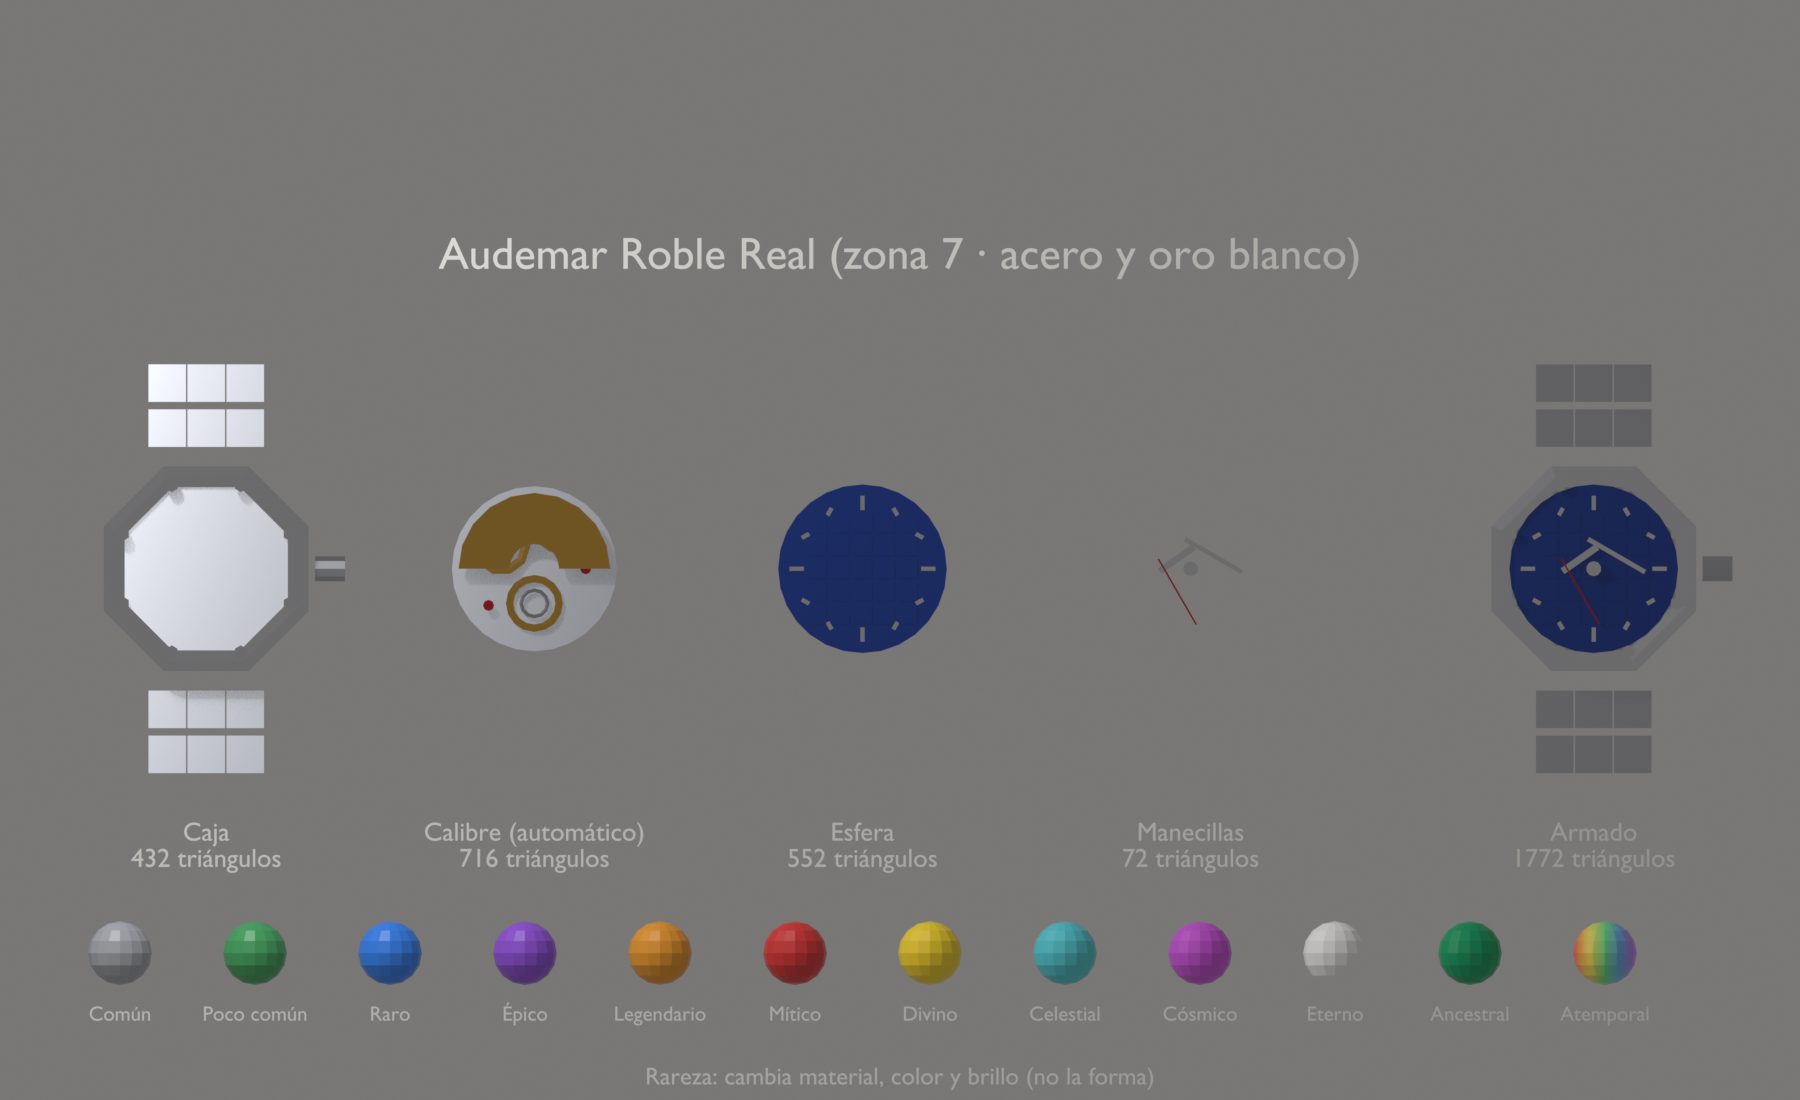 Audemar Roble Real (zona 7 · acero y oro blanco)
Caja
432 triángulos
Calibre (automático)
716 triángulos
Esfera
552 triángulos
Manecillas
72 triángulos
Armado
1772 triángulos
Común
Poco común
Raro
Épico
Legendario
Mítico
Divino
Celestial
Cósmico
Eterno
Ancestral
Atemporal
Rareza: cambia material, color y brillo (no la forma)